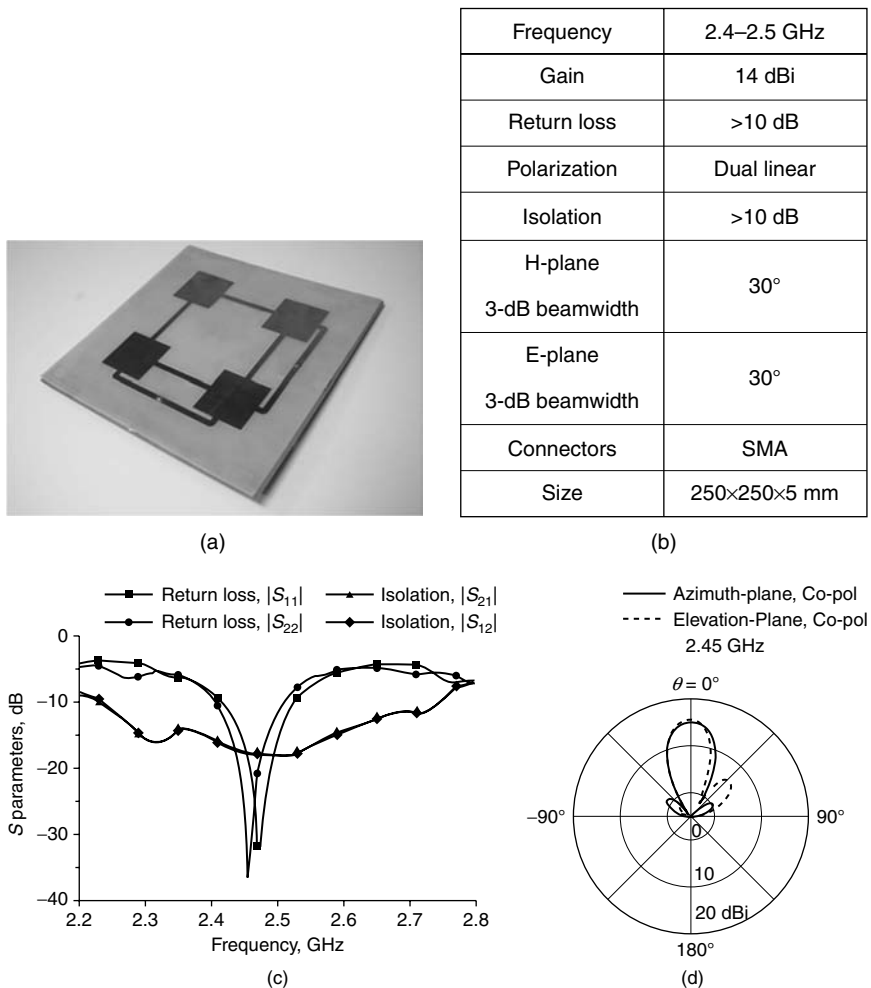 Frequency 2.4–2.5 GHz
Gain 14 dBi
Return loss >10 dB
Polarization Dual linear
Isolation >10 dB
H-plane
3-dB beamwidth
30°
E-plane
3-dB beamwidth
30°
Connectors SMA
Size 250×250×5 mm
(a)
(b)
Return loss, |S11|
Isolation, |S21|
Return loss, |S22|
Isolation, |S12|
0
–10
–20
–30
–40
S parameters, dB
2.2 2.3 2.4 2.5 2.6 2.7 2.8
Frequency, GHz
(c)
Azimuth-plane, Co-pol
Elevation-Plane, Co-pol
2.45 GHz
θ = 0°
–90°
90°
0
10
20 dBi
180°
(d)